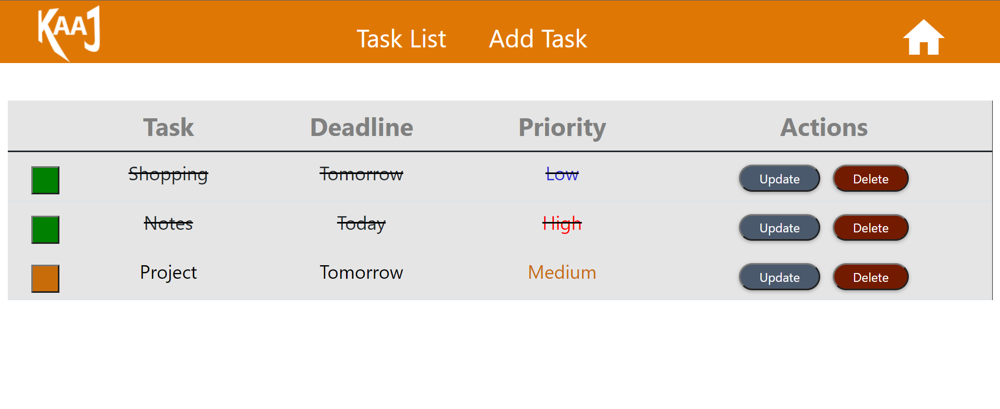 KAAJ
Task List Add Task
Task Deadline Priority Actions
Shopping Tomorrow Low Update Delete
Notes Today High Update Delete
Project Tomorrow Medium Update Delete